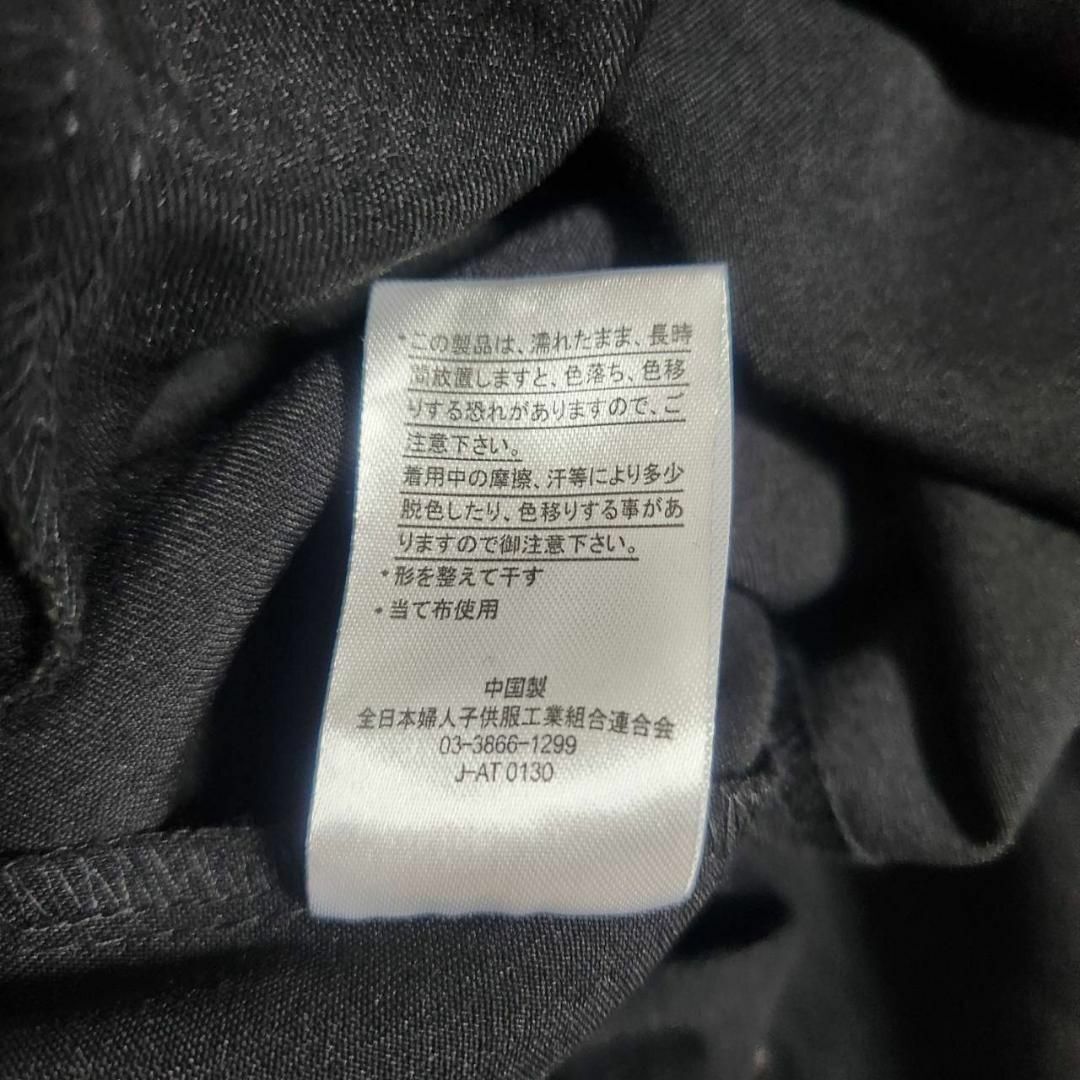 *この製品は、濡れたまま、長時
間放置しますと、色落ち、色移
りする恐れがありますので、ご
注意下さい。
着用中の摩擦、汗等により多少
脱色したり、色移りする事があ
りますので御注意下さい。
*形を整えて干す
*当て布使用
中国製
全日本婦人子供服工業組合連合会
03-3866-1299
J-AT 0130